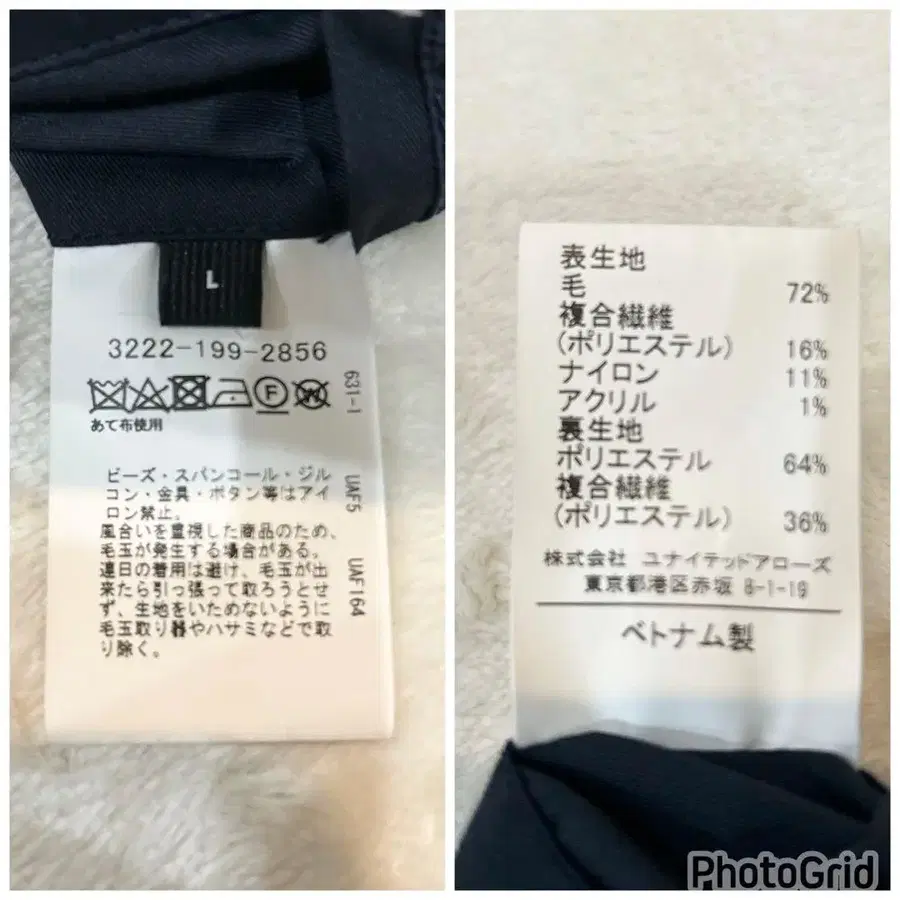 L
3222-199-2856
631-1
F
W
あて布使用
ビーズ・スパンコール・ジル
コン・金具・ボタン等はアイ
ロン禁止。
風合いを重視した商品のため、
毛玉が発生する場合がある。
連日の着用は避け、毛玉が出
来たら引っ張って取ろうとせ
ず、生地をいためないように
毛玉取り器やハサミなどで取
り除く。
UAF5
UAF164
表生地
毛 72%
複合繊維
(ポリエステル) 16%
ナイロン 11%
アクリル 1%
裏生地
ポリエステル 64%
複合繊維
(ポリエステル) 36%
株式会社 ユナイテッドアローズ
東京都港区赤坂 8-1-19
ベトナム製
PhotoGrid